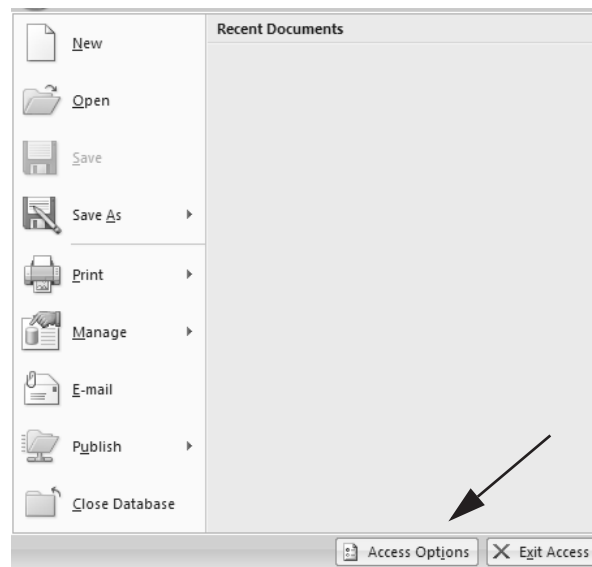 Recent Documents
New
Open
Save
Save As
Print
Manage
E-mail
Publish
Close Database
Access Options
Exit Access